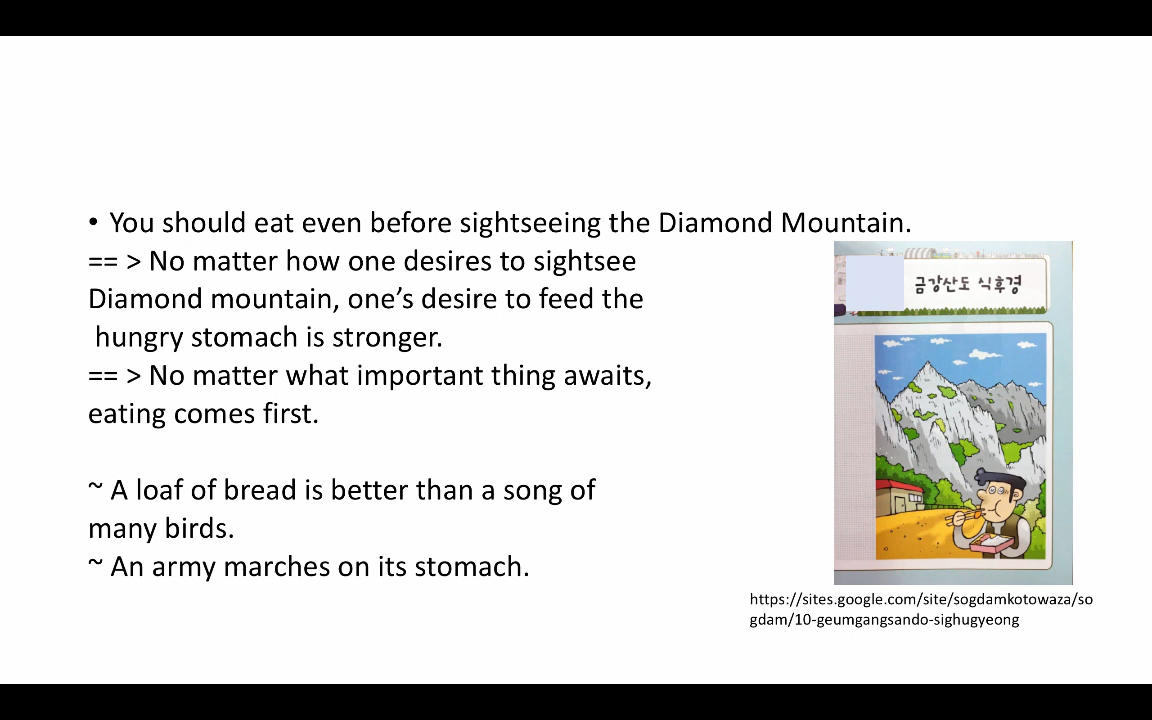 • You should eat even before sightseeing the Diamond Mountain.
== > No matter how one desires to sightsee
Diamond mountain, one’s desire to feed the
hungry stomach is stronger.
== > No matter what important thing awaits,
eating comes first.
~ A loaf of bread is better than a song of
many birds.
~ An army marches on its stomach.
금강산도 식후경
https://sites.google.com/site/sogdamkotowaza/so
gdam/10-geumgangsando-sighugyeong